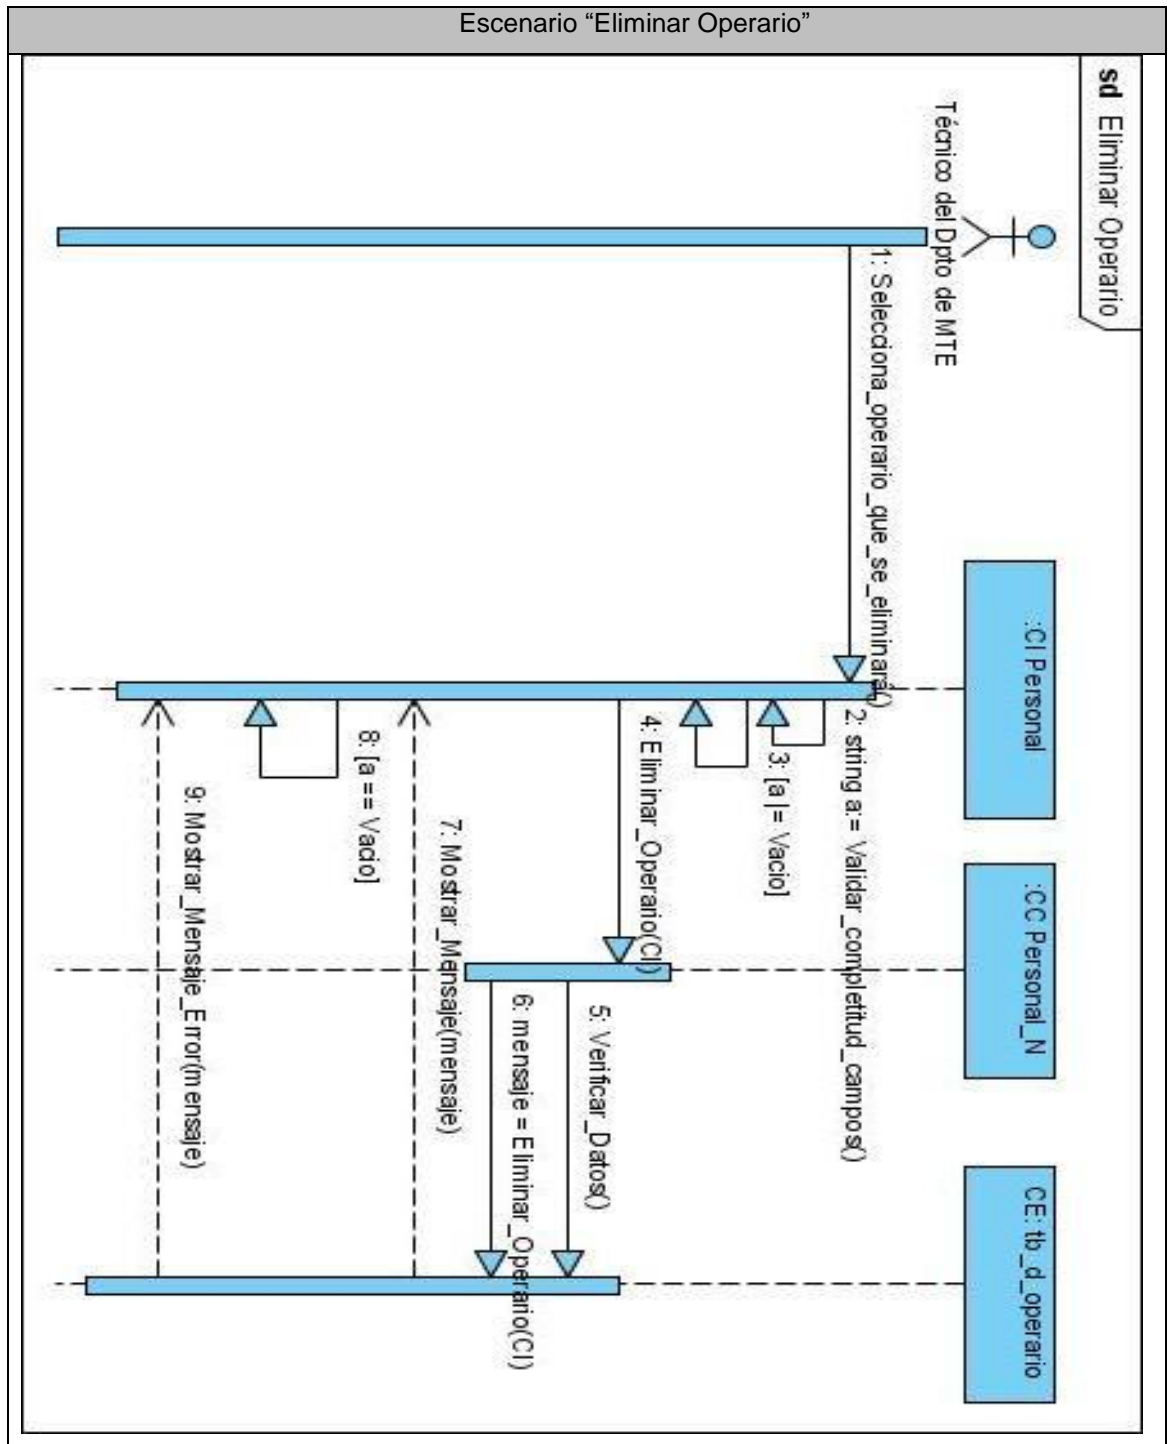 Escenario “Eliminar Operario”
sd Eliminar Operario
Técnico del Dpto de MTE
:CI Personal
:CC Personal_N
CE: tb_d_operario
1: Selecciona_operario_que_se_eliminará()
2: string a:= Validar_completitud_campos()
3: [a |= Vacio]
4: Eliminar_Operario(CI)
5: Verificar_Datos()
6: mensaje = Eliminar_Operario(CI)
7: Mostrar_Mensaje(mensaje)
8: [a == Vacio]
9: Mostrar_Mensaje_Error(mensaje)